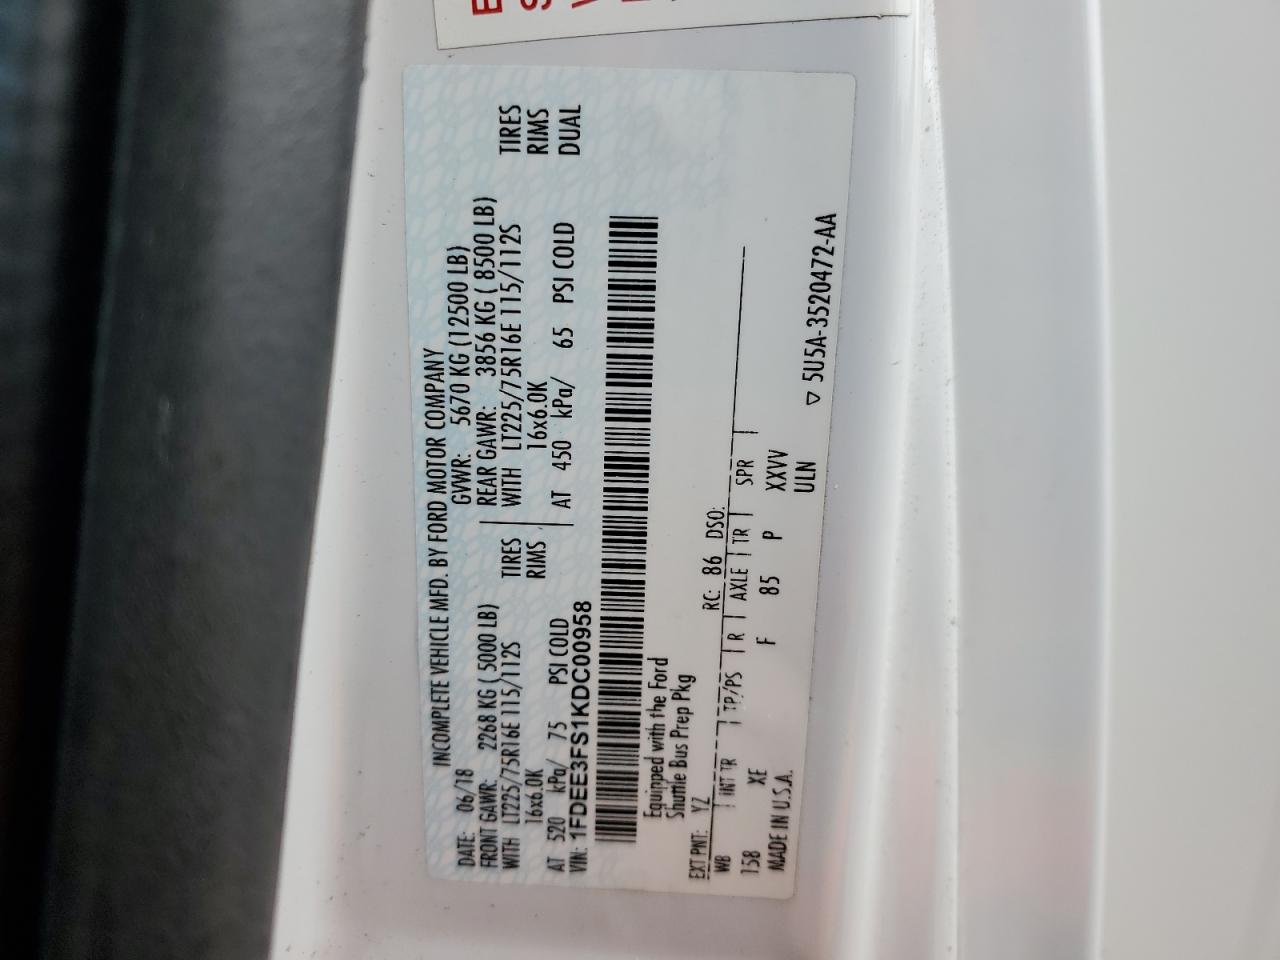 INCOMPLETE VEHICLE MFD. BY FORD MOTOR COMPANY
DATE: 06/18 GVWR: 5670 KG (12500 LB)
FRONT GAWR: 2268 KG ( 5000 LB) REAR GAWR: 3856 KG ( 8500 LB)
WITH LT225/75R16E 115/112S TIRES WITH LT225/75R16E 115/112S TIRES
16x6.0K RIMS 16x6.0K RIMS
AT 520 kPa/ 75 PSI COLD AT 450 kPa/ 65 PSI COLD DUAL
VIN: 1FDEE3FS1KDC00958
Equipped with the Ford
Shuttle Bus Prep Pkg
EXT PNT: YZ RC: 86 DSO:
WB INT TR TP/PS R AXLE TR SPR
158 XE F 85 P XXVV
MADE IN U.S.A. ULN
▽ 5U5A-3520472-AA